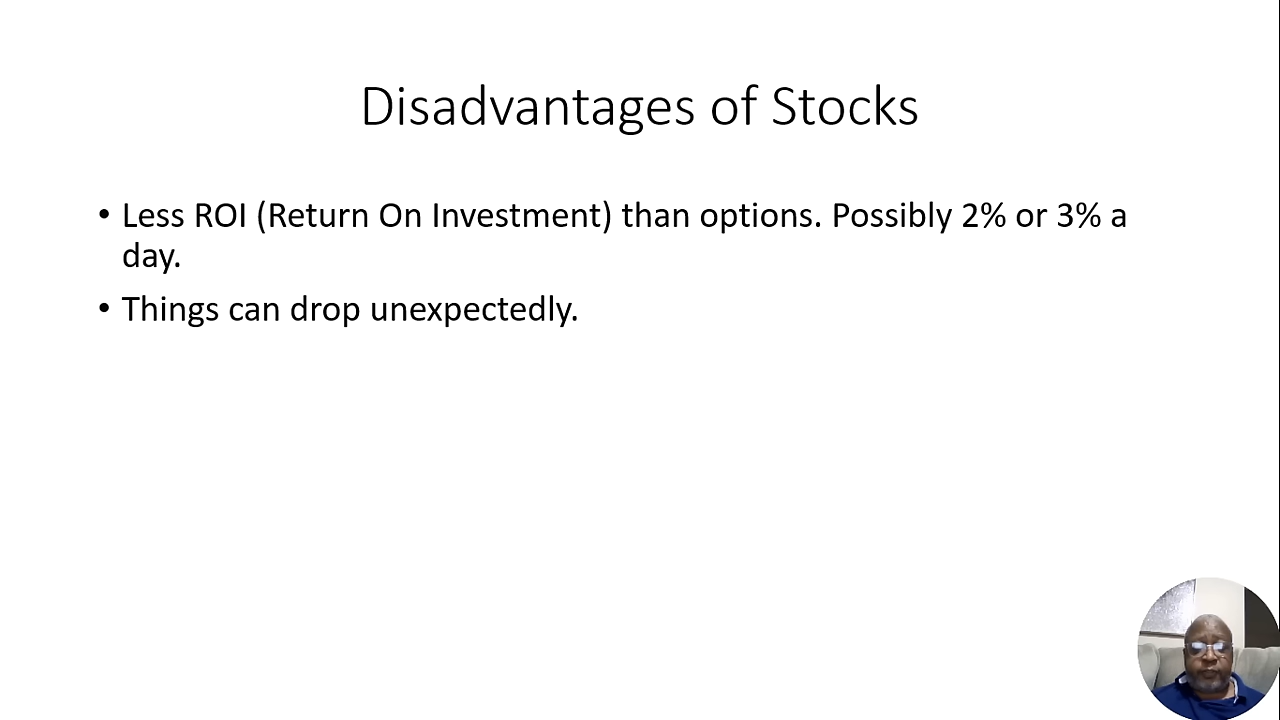 Disadvantages of Stocks
• Less ROI (Return On Investment) than options. Possibly 2% or 3% a
day.
• Things can drop unexpectedly.